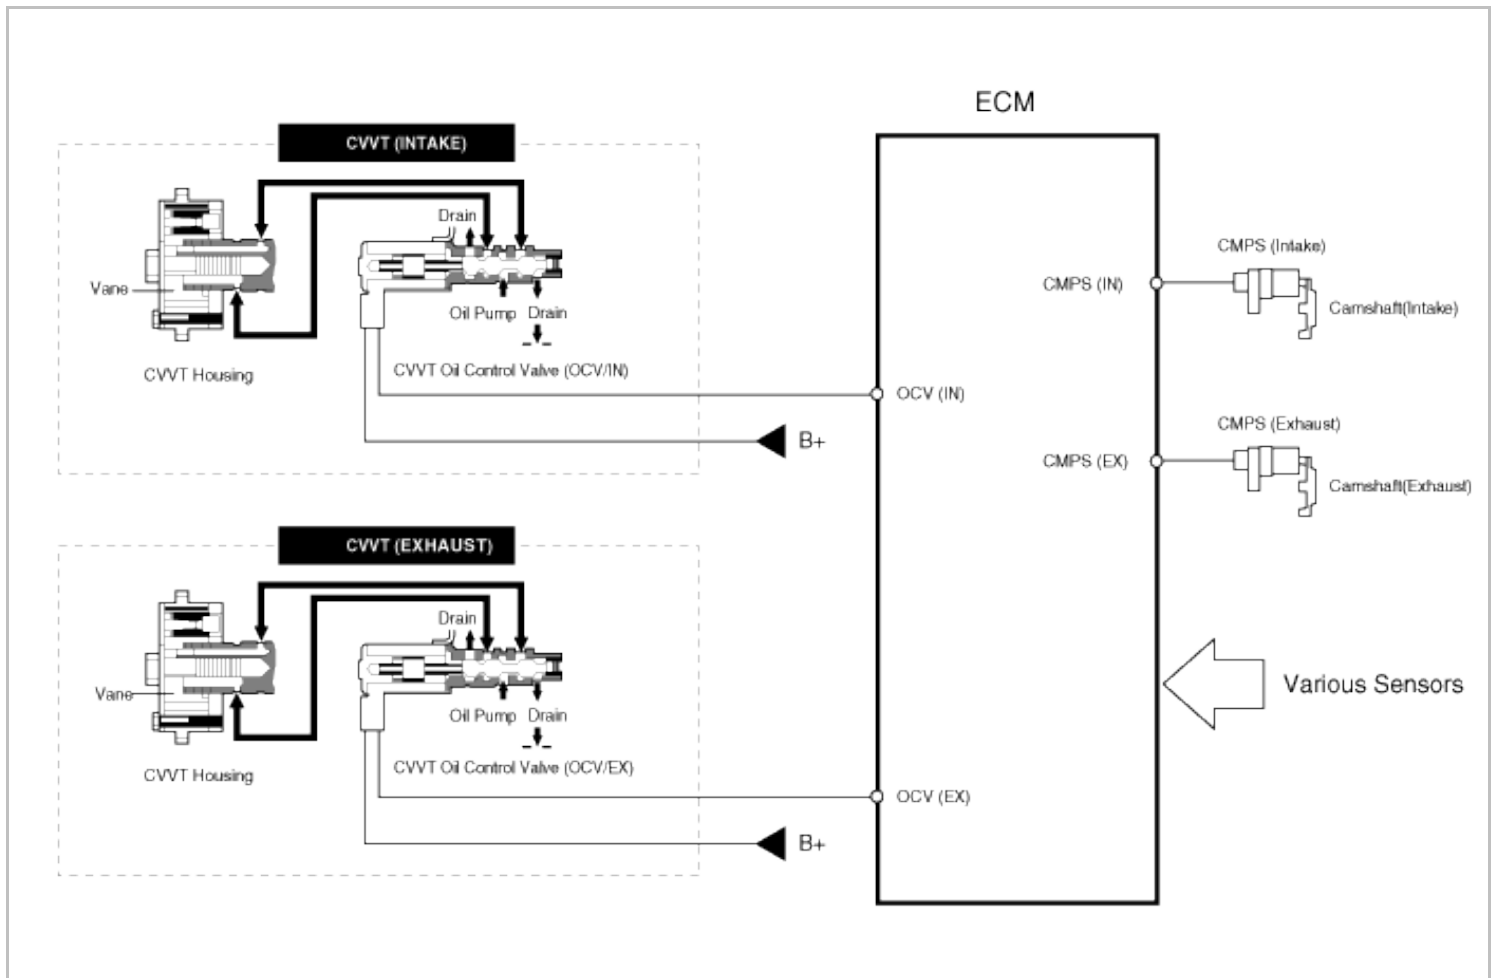 ECM
CVVT (INTAKE)
Drain
Vane
Oil Pump Drain
CVVT Housing
CVVT Oil Control Valve (OCV/IN)
B+
OCV (IN)
CMPS (IN)
CMPS (Intake)
Camshaft(Intake)
CMPS (EX)
CMPS (Exhaust)
Camshaft(Exhaust)
CVVT (EXHAUST)
Drain
Vane
Oil Pump Drain
CVVT Housing
CVVT Oil Control Valve (OCV/EX)
B+
OCV (EX)
Various Sensors